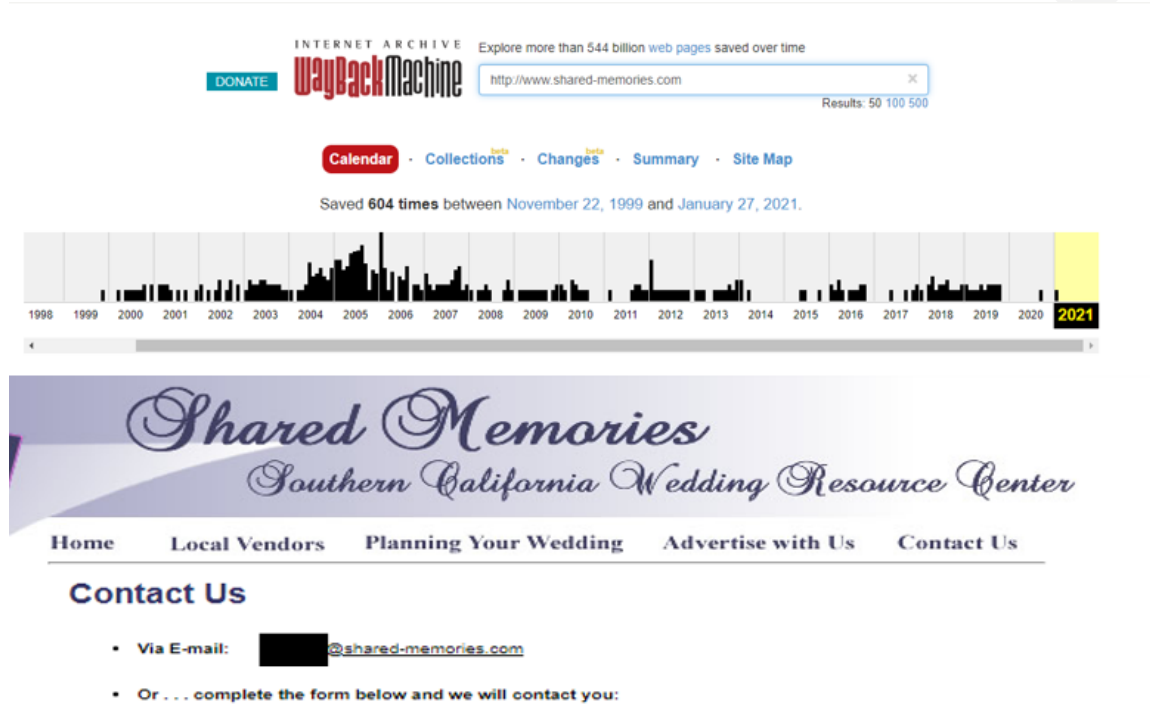 INTERNET ARCHIVE
WayBackMachine
DONATE
Explore more than 544 billion web pages saved over time
http://www.shared-memories.com ×
Results: 50 100 500
Calendar · Collections beta · Changes beta · Summary · Site Map
Saved 604 times between November 22, 1999 and January 27, 2021.
1998 1999 2000 2001 2002 2003 2004 2005 2006 2007 2008 2009 2010 2011 2012 2013 2014 2015 2016 2017 2018 2019 2020 2021
Shared Memories
Southern California Wedding Resource Center
Home Local Vendors Planning Your Wedding Advertise with Us Contact Us
Contact Us
• Via E-mail: @shared-memories.com
• Or . . . complete the form below and we will contact you: